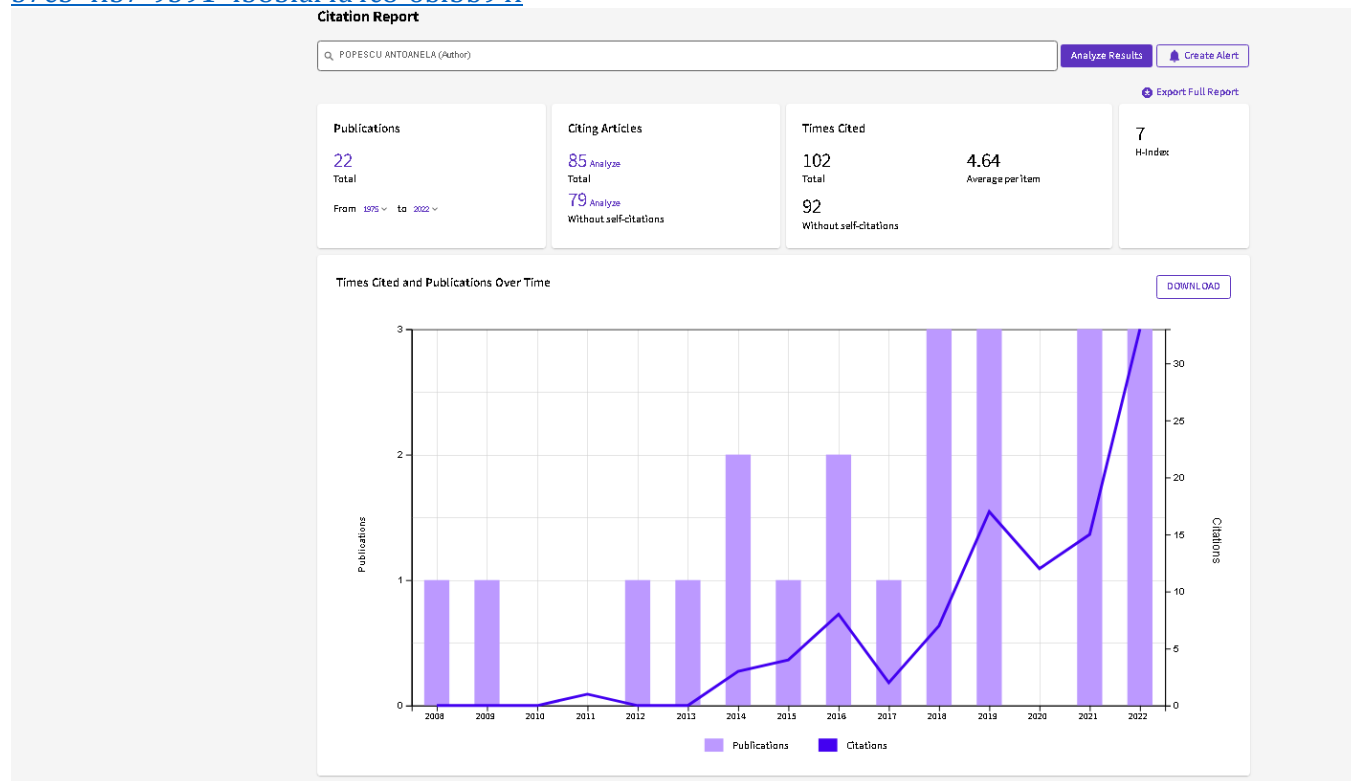 Citation Report
POPESCU ANTOANELA (Author)
Analyze Results
Create Alert
Export Full Report
Publications
22
Total
From 1975 to 2022
Citing Articles
85 Analyze
Total
79 Analyze
Without self-citations
Times Cited
102
Total
4.64
Average per item
92
Without self-citations
7
H-Index
Times Cited and Publications Over Time
DOWNLOAD
3
2
1
0
Publications
30
25
20
15
10
5
0
Citations
2008 2009 2010 2011 2012 2013 2014 2015 2016 2017 2018 2019 2020 2021 2022
Publications Citations